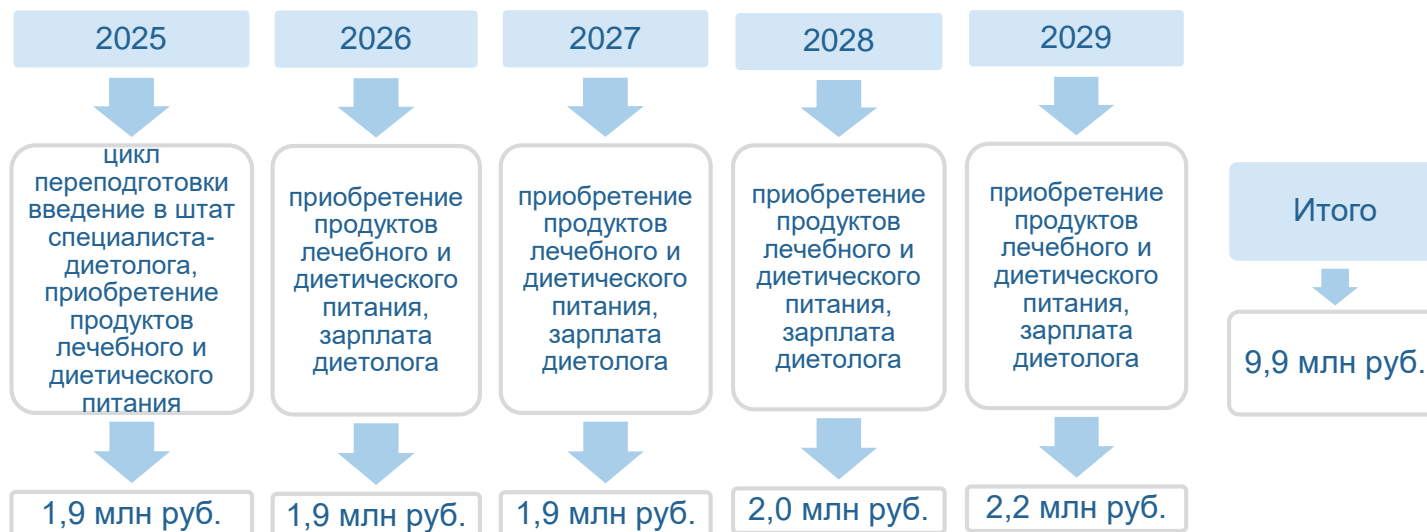 2025
2026
2027
2028
2029
цикл
переподготовки
введение в штат
специалиста-
диетолога,
приобретение
продуктов
лечебного и
диетического
питания
приобретение
продуктов
лечебного и
диетического
питания,
зарплата
диетолога
приобретение
продуктов
лечебного и
диетического
питания,
зарплата
диетолога
приобретение
продуктов
лечебного и
диетического
питания,
зарплата
диетолога
приобретение
продуктов
лечебного и
диетического
питания,
зарплата
диетолога
Итого
9,9 млн руб.
1,9 млн руб.
1,9 млн руб.
1,9 млн руб.
2,0 млн руб.
2,2 млн руб.